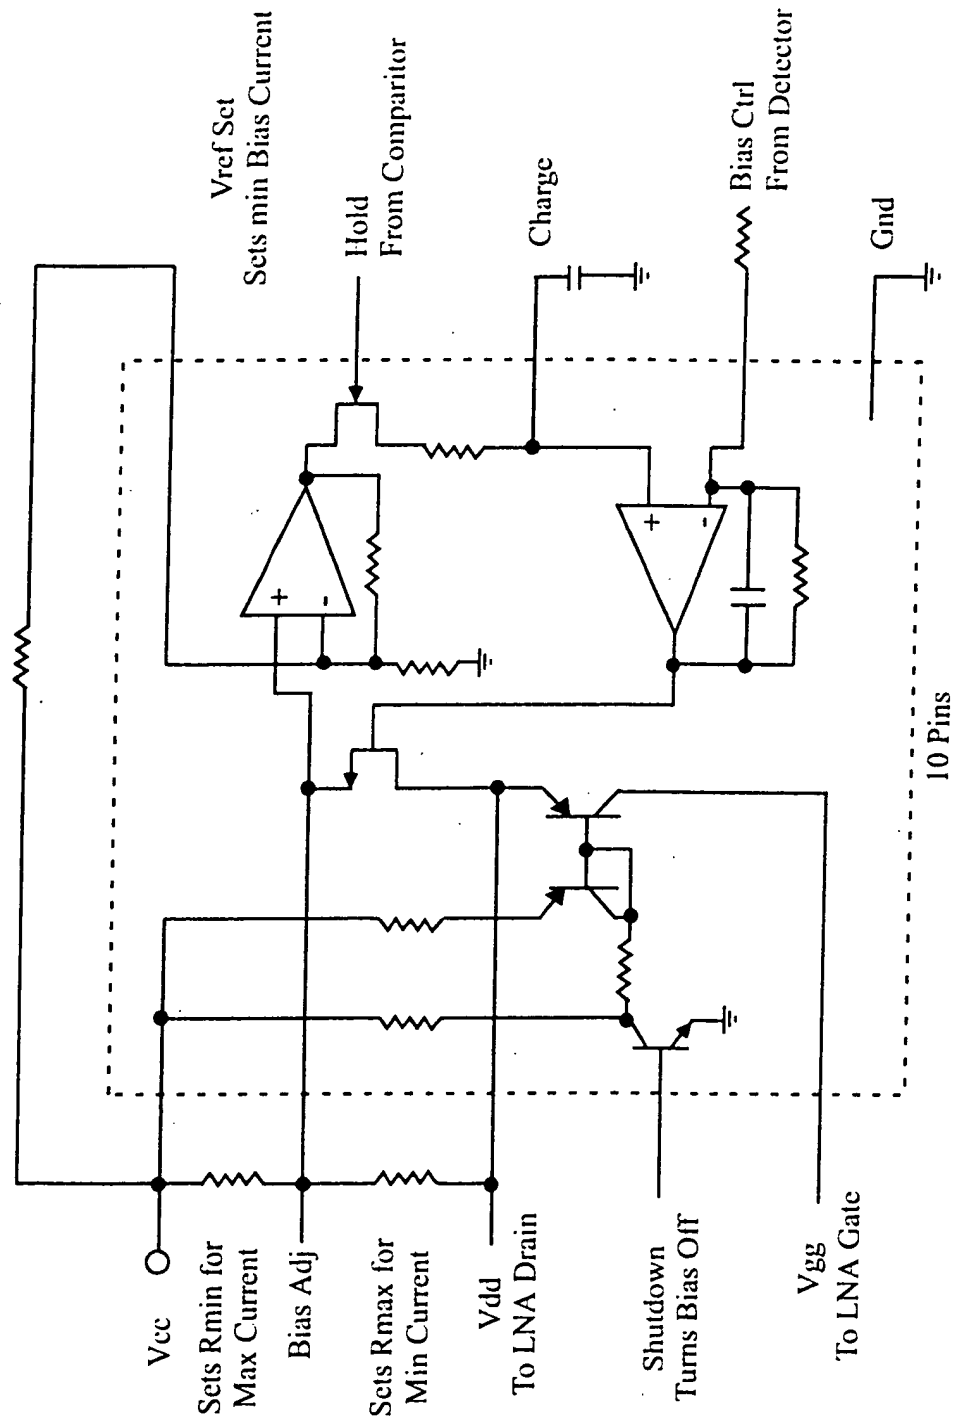 Vcc
Sets Rmin for
Max Current
Bias Adj
Sets Rmax for
Min Current
Vdd
To LNA Drain
Shutdown
Turns Bias Off
Vgg
To LNA Gate
+
-
+
-
Vref Set
Sets min Bias Current
Hold
From Comparitor
Charge
Bias Ctrl
From Detector
Gnd
10 Pins